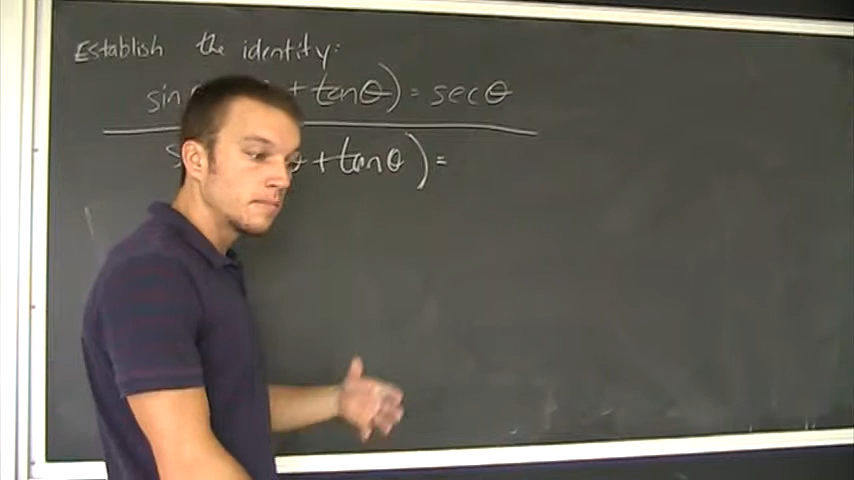 Establish the identity:
sin + tanθ) = secθ
θ + tanθ) =